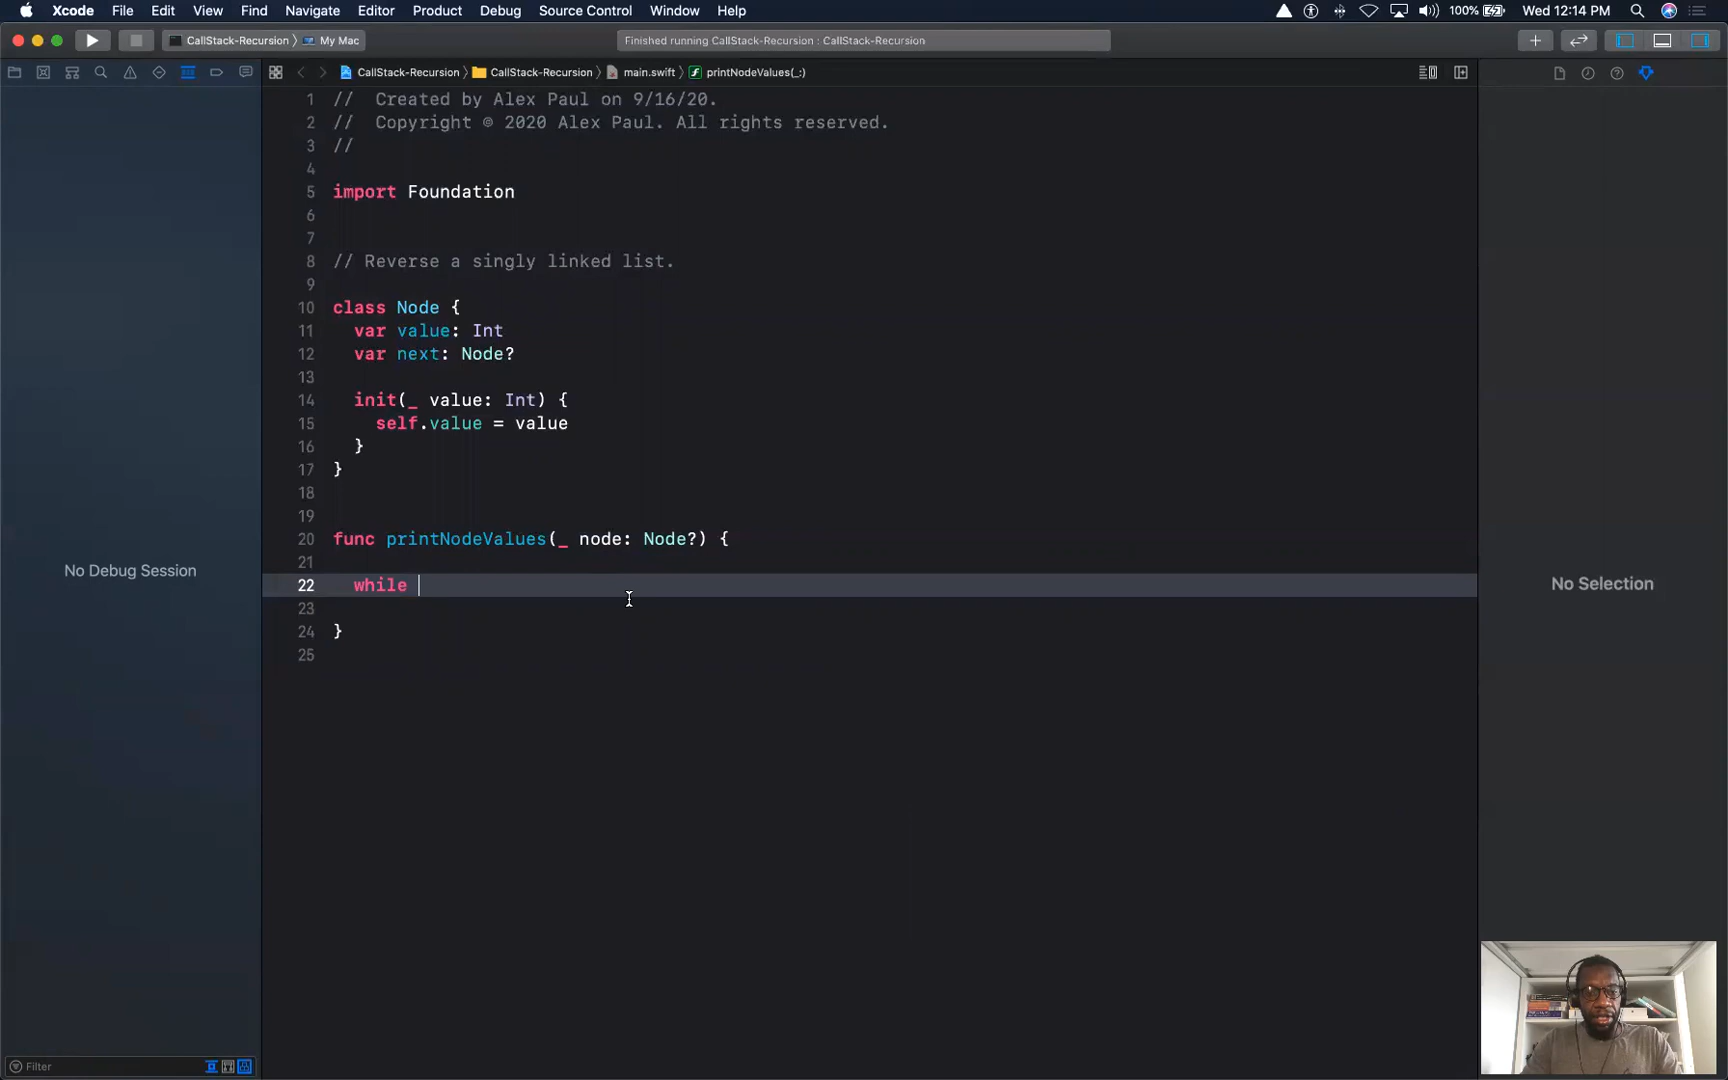 Xcode File Edit View Find Navigate Editor Product Debug Source Control Window Help 100% Wed 12:14 PM
CallStack-Recursion My Mac Finished running CallStack-Recursion : CallStack-Recursion
CallStack-Recursion CallStack-Recursion main.swift printNodeValues(_:)
1 //  Created by Alex Paul on 9/16/20.
2 //  Copyright © 2020 Alex Paul. All rights reserved.
3 //
4
5 import Foundation
6
7
8 // Reverse a singly linked list.
9
10 class Node {
11   var value: Int
12   var next: Node?
13
14   init(_ value: Int) {
15     self.value = value
16   }
17 }
18
19
20 func printNodeValues(_ node: Node?) {
21
22   while
23
24 }
25
No Debug Session
No Selection
Filter